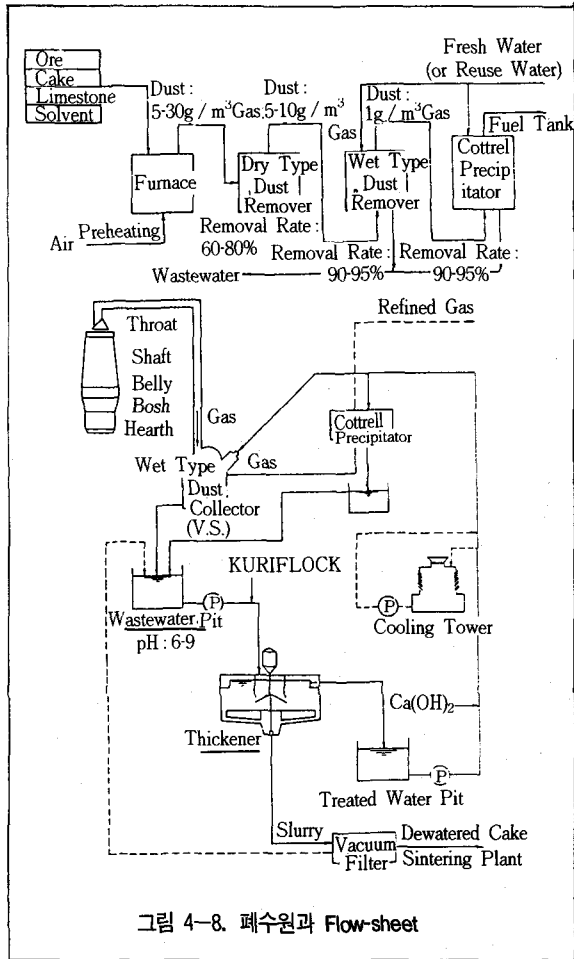 Ore
Cake
Limestone
Solvent
Fresh Water
(or Reuse Water)
Dust :
5-30g / m³Gas
Dust :
5-10g / m³
Gas
Dust :
1g / m³Gas
Fuel Tank
Furnace
Dry Type
Dust
Remover
Wet Type
Dust
Remover
Cottrel
Precip
itator
Air
Preheating
Removal Rate :
60-80%
Removal Rate :
90-95%
Removal Rate :
90-95%
Wastewater
Refined Gas
Throat
Shaft
Belly
Bosh
Hearth
Gas
Cottrell
Precipitator
Wet Type
Dust
Collector
(V.S.)
Gas
KURIFLOCK
P
Wastewater Pit
pH : 6-9
P
Cooling Tower
Thickener
Ca(OH)₂
P
Treated Water Pit
Slurry
Vacuum
Filter
Dewatered Cake
Sintering Plant
그림 4-8. 폐수원과 Flow-sheet